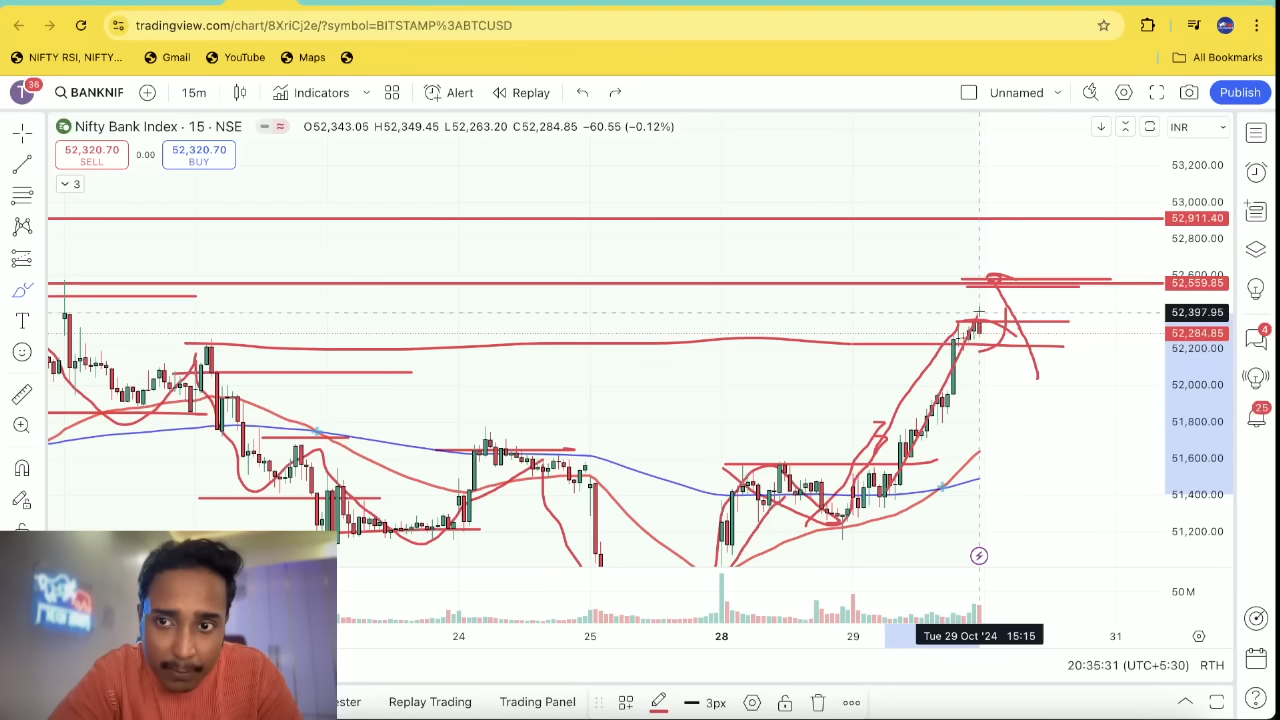 tradingview.com/chart/8XriCj2e/?symbol=BITSTAMP%3ABTCUSD
NIFTY RSI, NIFTY... Gmail YouTube Maps All Bookmarks
T 36 BANKNIF 15m Indicators Alert Replay Unnamed Publish
Nifty Bank Index · 15 · NSE O52,343.05 H52,349.45 L52,263.20 C52,284.85 −60.55 (−0.12%) INR
52,320.70 SELL 0.00 52,320.70 BUY
3
53,200.00
53,000.00
52,911.40
52,800.00
52,559.85
52,397.95
52,284.85
52,200.00
52,000.00
51,800.00
51,600.00
51,400.00
51,200.00
50 M
4
25
24 25 28 29 Tue 29 Oct '24 15:15 31
20:35:31 (UTC+5:30) RTH
ester Replay Trading Trading Panel 3px